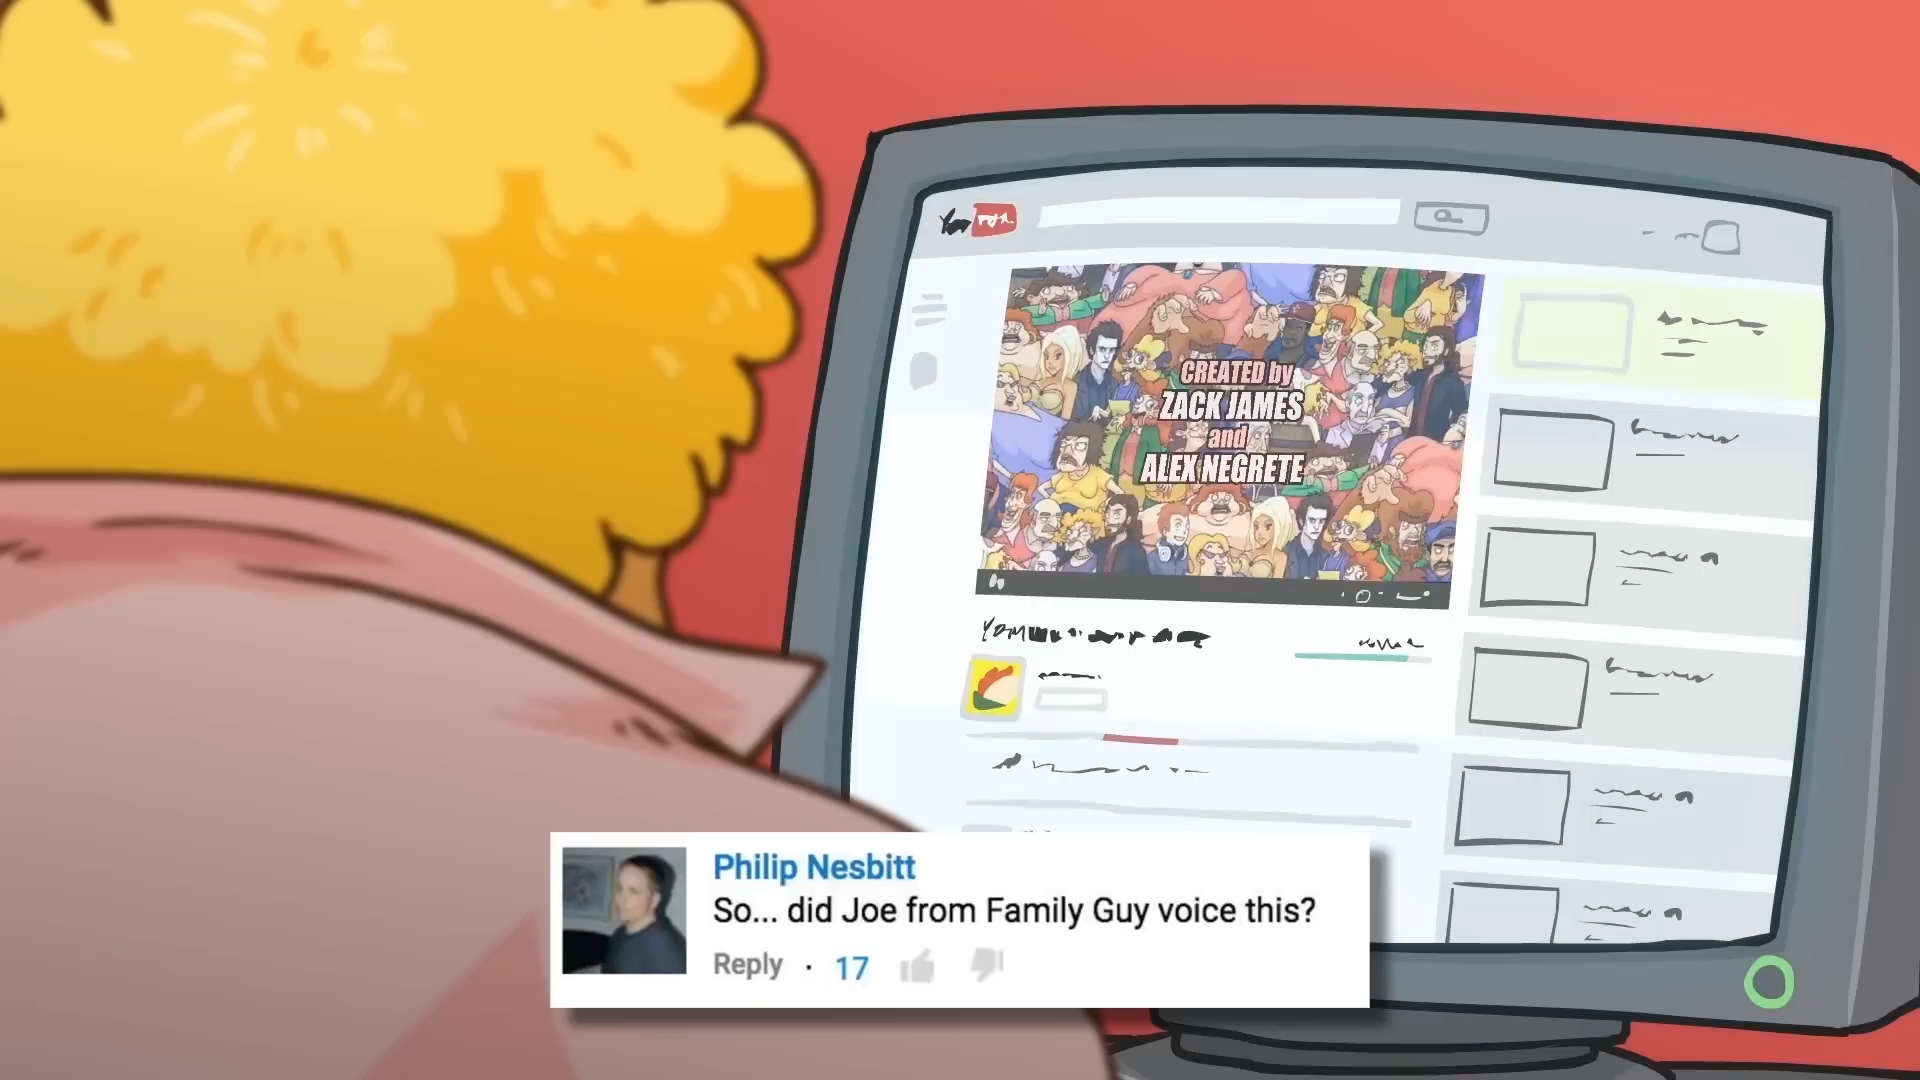 CREATED by
ZACK JAMES
and
ALEX NEGRETE
Philip Nesbitt
So... did Joe from Family Guy voice this?
Reply · 17